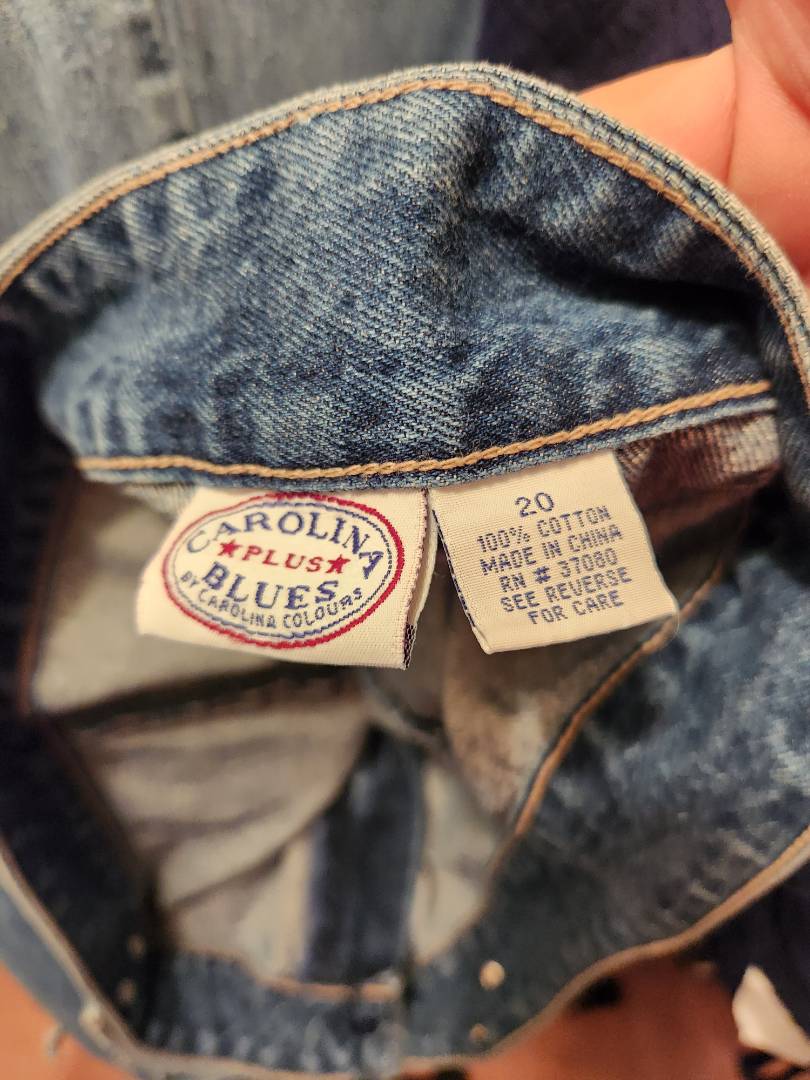 CAROLINA
★PLUS★
BLUES
BY CAROLINA COLOURS
20
100% COTTON
MADE IN CHINA
RN # 37080
SEE REVERSE
FOR CARE